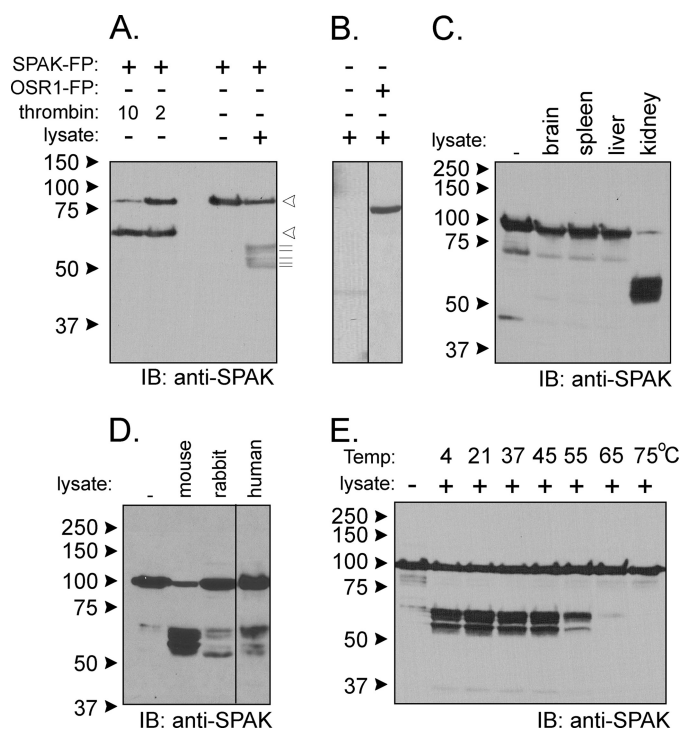 A.
SPAK-FP: + + + +
OSR1-FP:
thrombin: 10 2 - -
lysate: - - - +
150
100
75
50
37
IB: anti-SPAK
B.
- -
- +
+ +
C.
lysate: - brain spleen liver kidney
250
150
100
75
50
37
IB: anti-SPAK
D.
lysate: - mouse rabbit human
250
150
100
75
50
37
IB: anti-SPAK
E.
Temp: 4 21 37 45 55 65 75°C
lysate: - + + + + + + +
250
150
100
75
50
37
IB: anti-SPAK